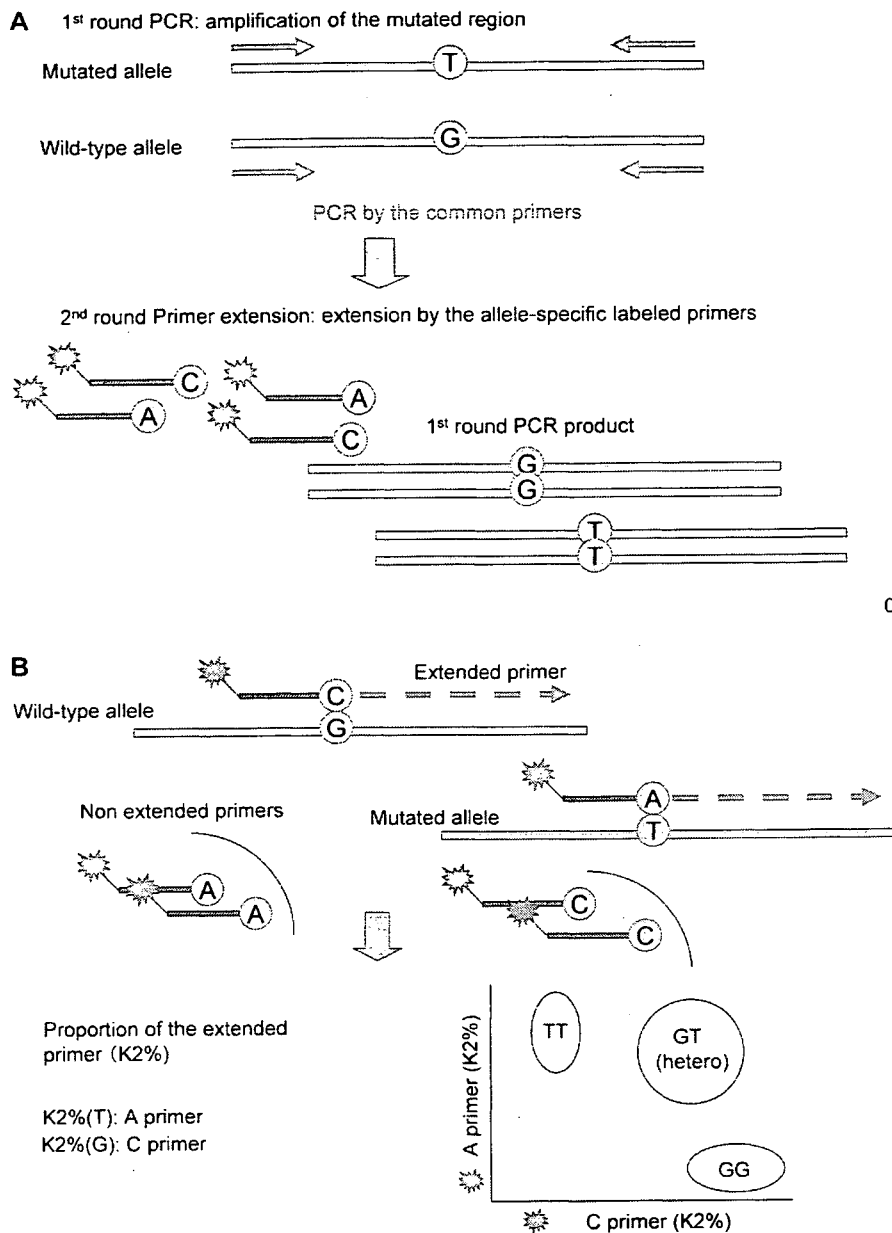 A
1st round PCR: amplification of the mutated region
T
Mutated allele
G
Wild-type allele
PCR by the common primers
2nd round Primer extension: extension by the allele-specific labeled primers
C
A
A
C
1st round PCR product
G
G
T
T
B
Extended primer
C
Wild-type allele
G
A
Non extended primers
Mutated allele
T
A
A
C
C
Proportion of the extended
primer (K2%)
K2%(T): A primer
K2%(G): C primer
A primer (K2%)
TT
GT
(hetero)
GG
C primer (K2%)